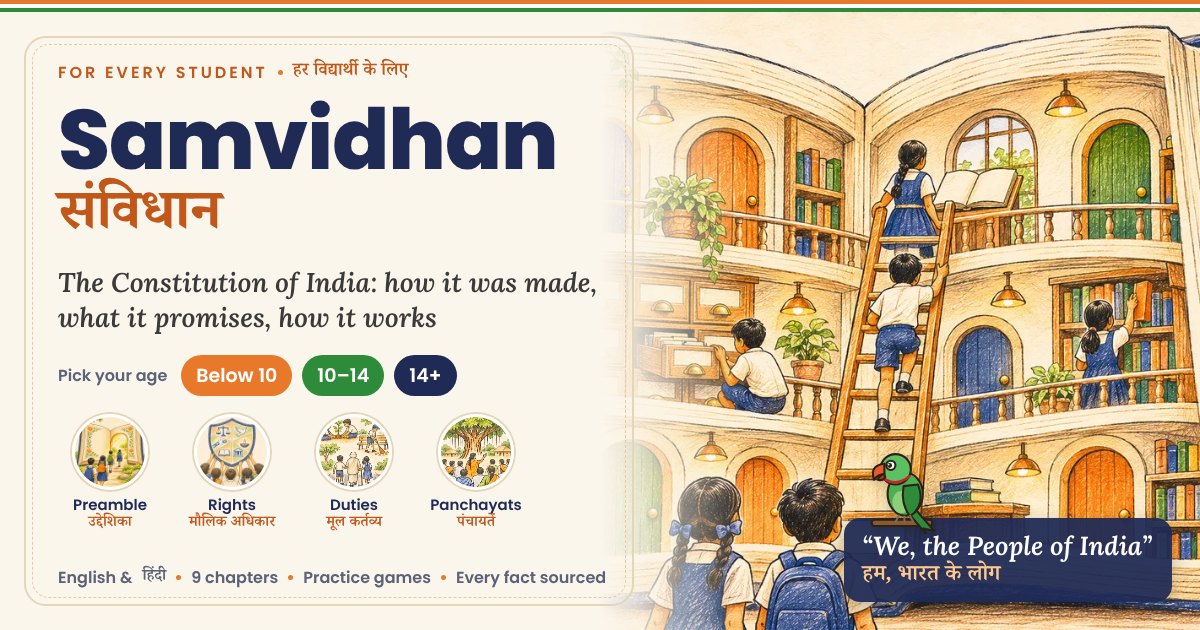 FOR EVERY STUDENT • हर विद्यार्थी के लिए
Samvidhan
संविधान
The Constitution of India: how it was made,
what it promises, how it works
Pick your age Below 10 10–14 14+
Preamble Rights Duties Panchayats
उद्देशिका मौलिक अधिकार मूल कर्तव्य पंचायतें
English & हिंदी • 9 chapters • Practice games • Every fact sourced
“We, the People of India”
हम, भारत के लोग